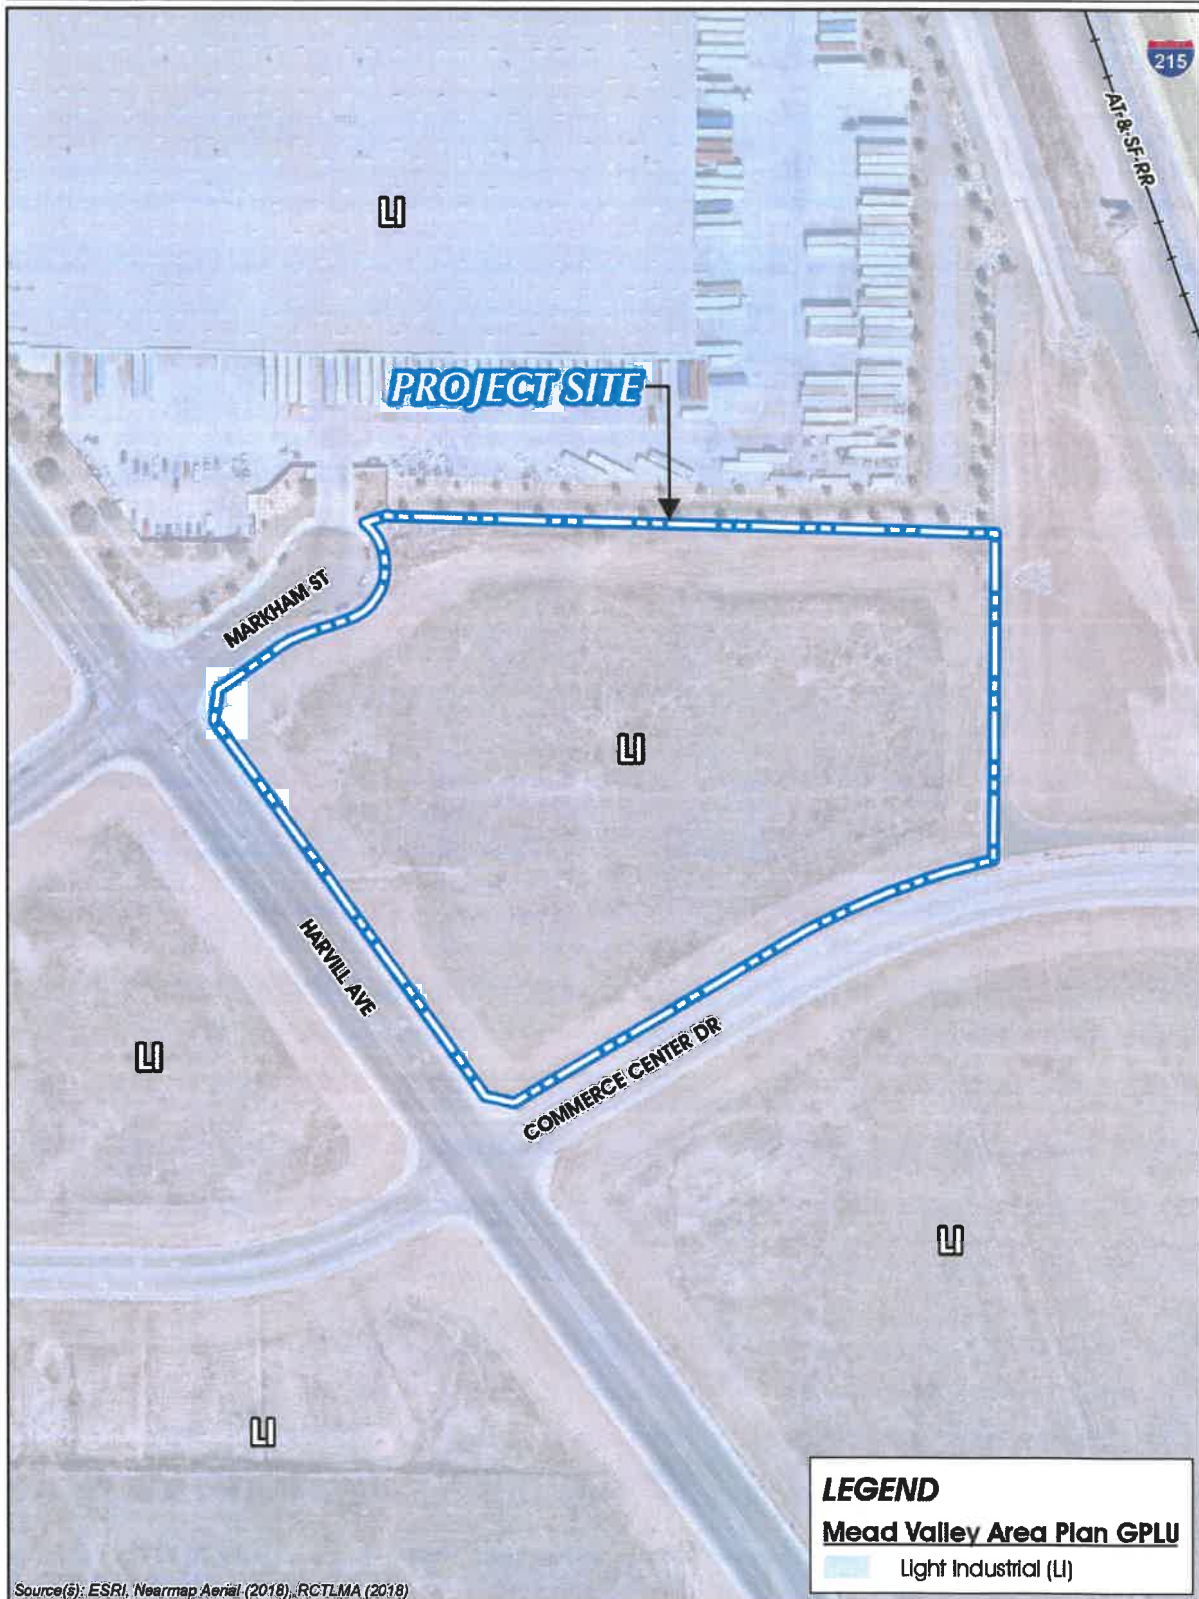 215
AT & SF RR
LI
PROJECT SITE
MARKHAM ST
LI
HARVILL AVE
COMMERCE CENTER DR
LI
LI
LI
LEGEND
Mead Valley Area Plan GPLU
Light Industrial (LI)
Source(s): ESRI, Nearmap Aerial (2018), RCTLMA (2018)